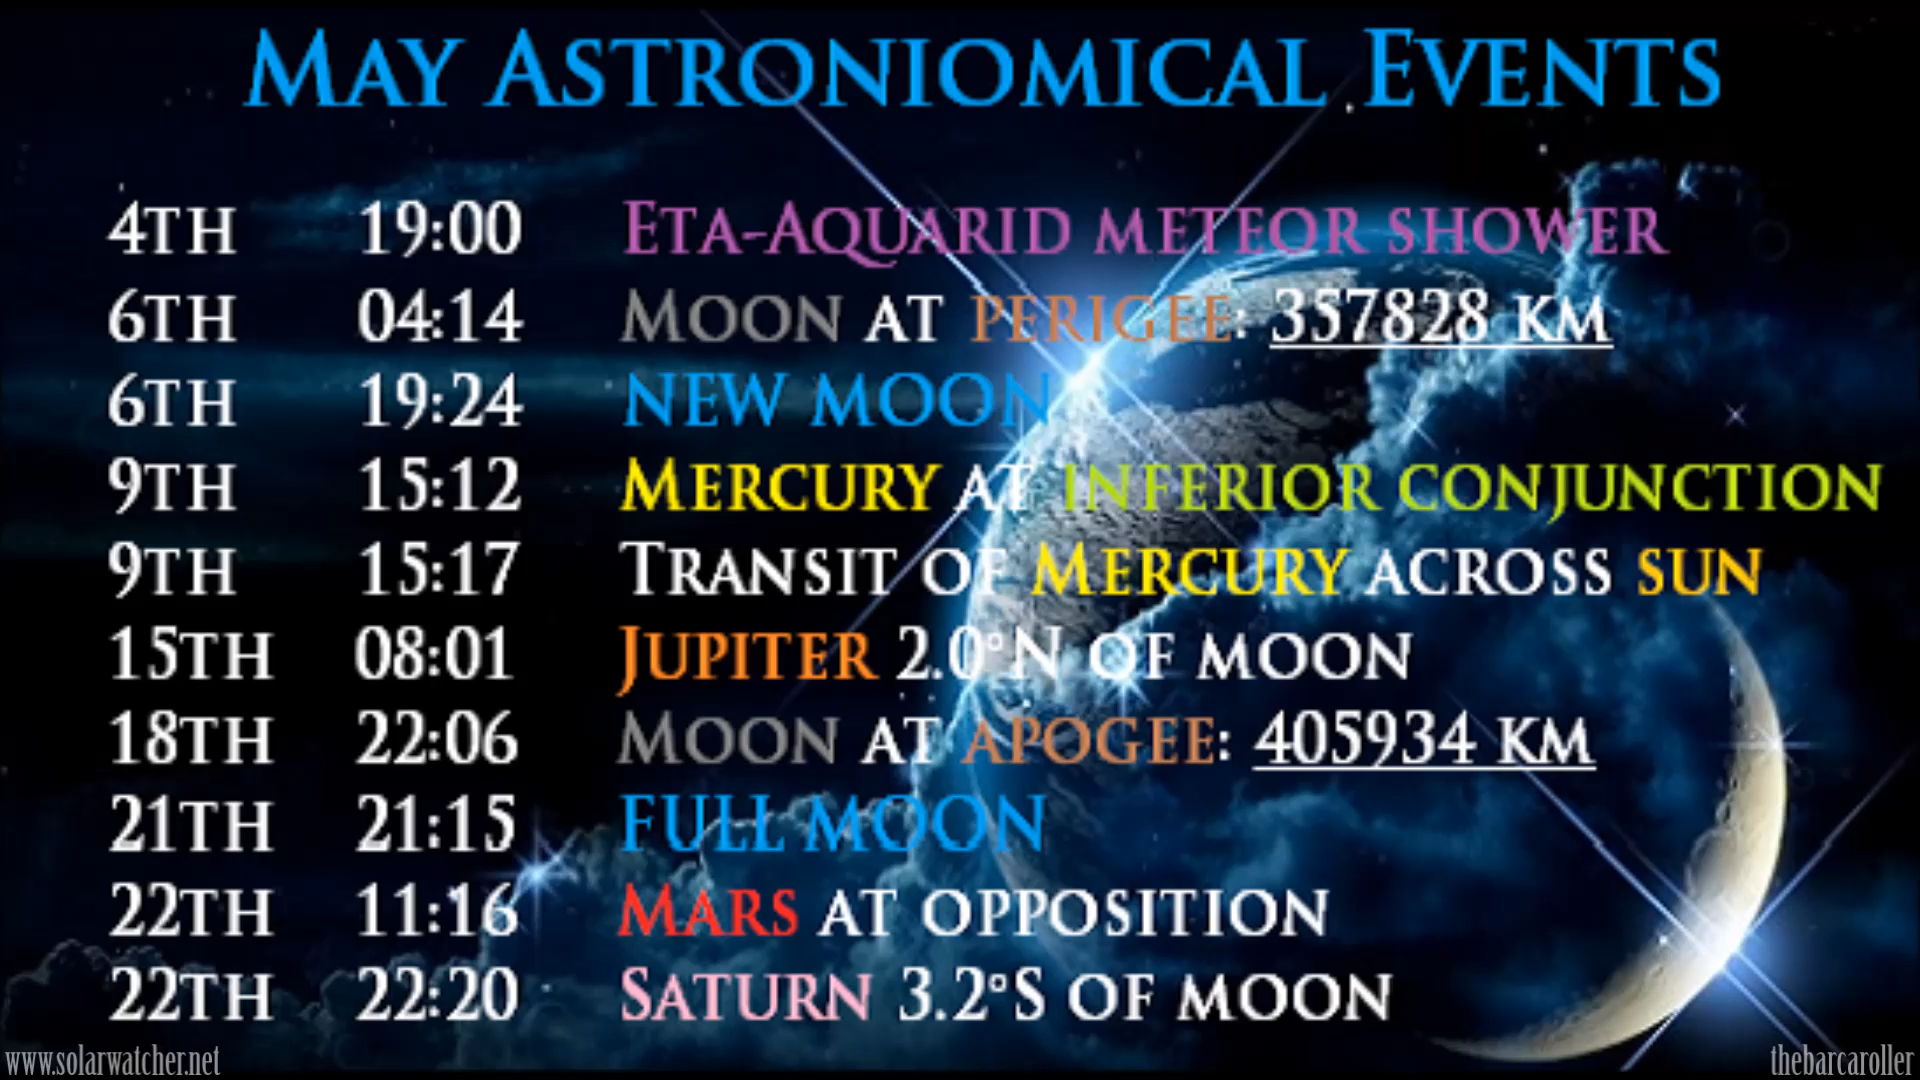 MAY ASTRONIOMICAL EVENTS
4TH 19:00 ETA-AQUARID METEOR SHOWER
6TH 04:14 MOON AT PERIGEE: 357828 KM
6TH 19:24 NEW MOON
9TH 15:12 MERCURY AT INFERIOR CONJUNCTION
9TH 15:17 TRANSIT OF MERCURY ACROSS SUN
15TH 08:01 JUPITER 2.0°N OF MOON
18TH 22:06 MOON AT APOGEE: 405934 KM
21TH 21:15 FULL MOON
22TH 11:16 MARS AT OPPOSITION
22TH 22:20 SATURN 3.2°S OF MOON
www.solarwatcher.net thebarcaroller